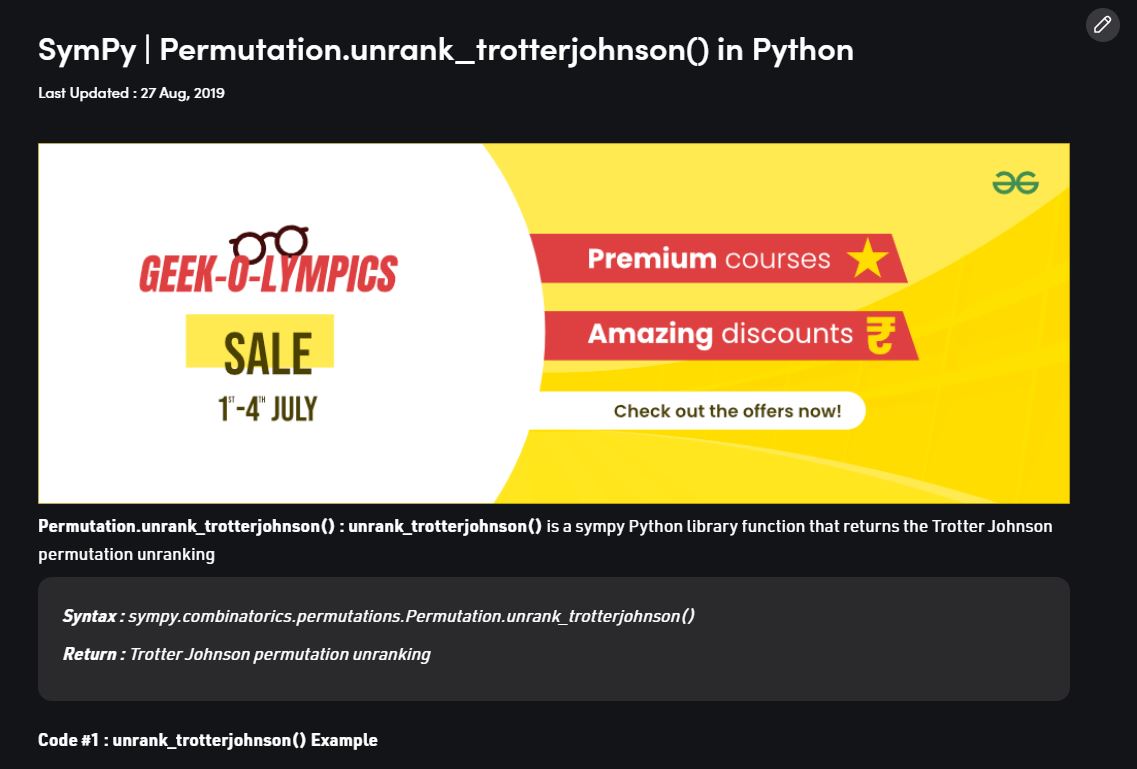 SymPy | Permutation.unrank_trotterjohnson() in Python
Last Updated : 27 Aug, 2019
GEEK-O-LYMPICS
SALE
1ST-4TH JULY
Premium courses
Amazing discounts ₹
Check out the offers now!
Permutation.unrank_trotterjohnson() : unrank_trotterjohnson() is a sympy Python library function that returns the Trotter Johnson
permutation unranking
Syntax : sympy.combinatorics.permutations.Permutation.unrank_trotterjohnson()
Return : Trotter Johnson permutation unranking
Code #1 : unrank_trotterjohnson() Example